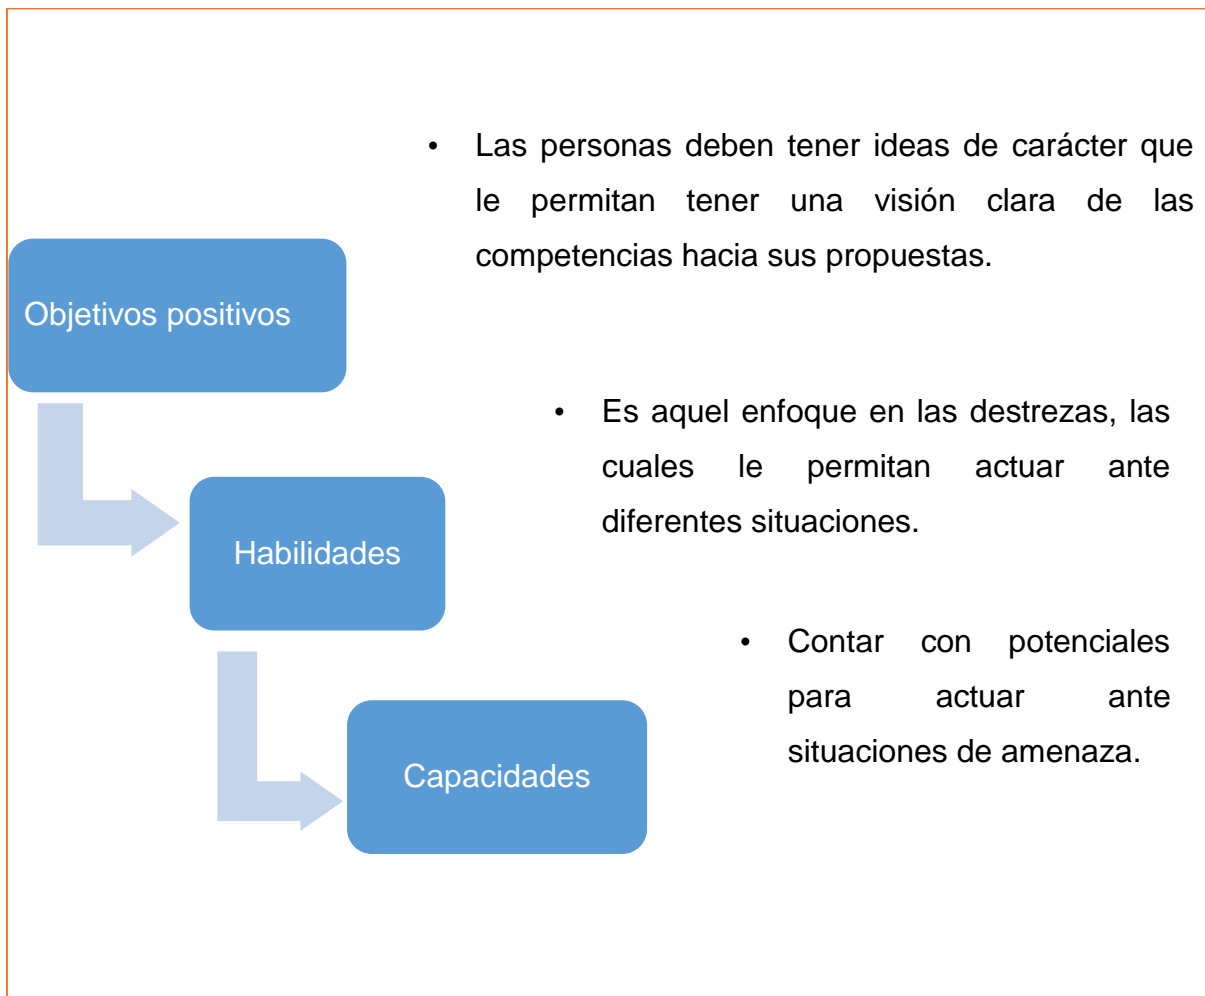 Objetivos positivos
• Las personas deben tener ideas de carácter que
le permitan tener una visión clara de las
competencias hacia sus propuestas.
Habilidades
• Es aquel enfoque en las destrezas, las
cuales le permitan actuar ante
diferentes situaciones.
Capacidades
• Contar con potenciales
para actuar ante
situaciones de amenaza.